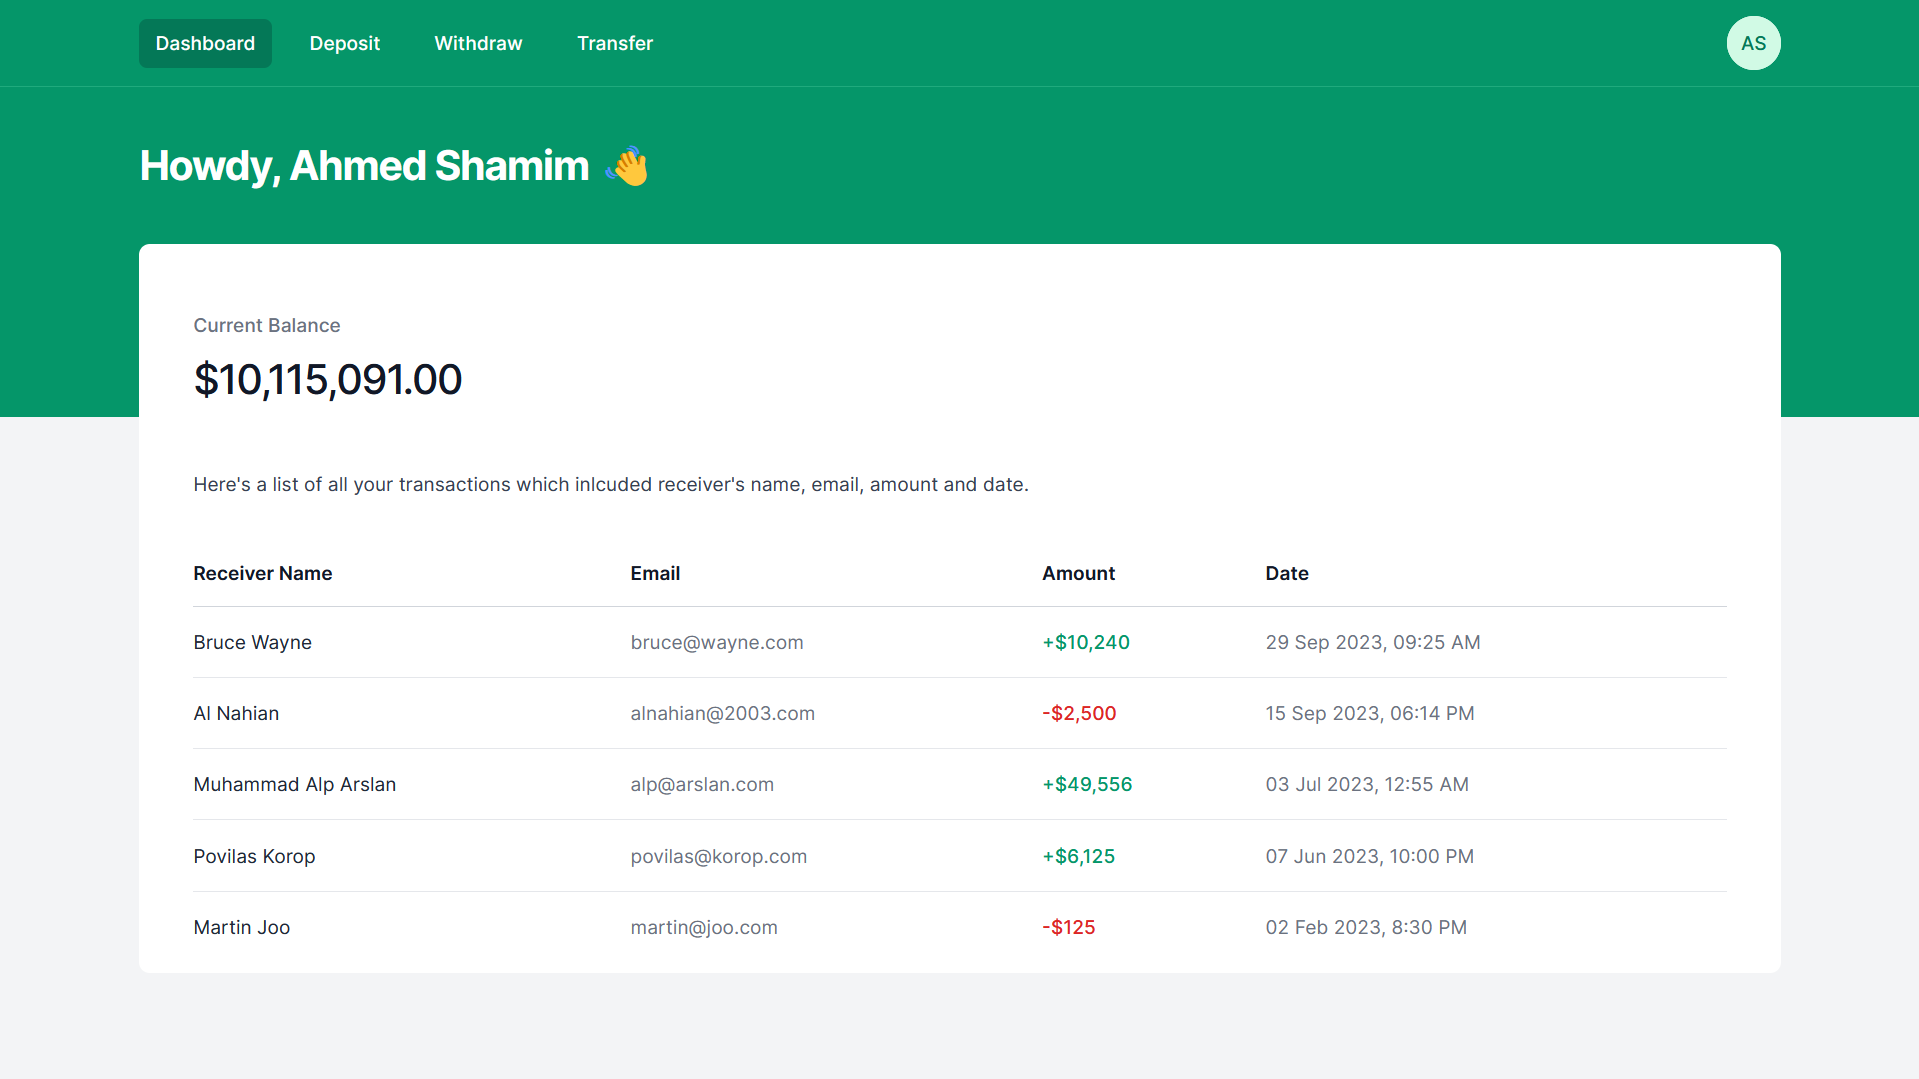 Dashboard Deposit Withdraw Transfer AS
Howdy, Ahmed Shamim 👋
Current Balance
$10,115,091.00
Here's a list of all your transactions which inlcuded receiver's name, email, amount and date.
Receiver Name Email Amount Date
Bruce Wayne bruce@wayne.com +$10,240 29 Sep 2023, 09:25 AM
Al Nahian alnahian@2003.com -$2,500 15 Sep 2023, 06:14 PM
Muhammad Alp Arslan alp@arslan.com +$49,556 03 Jul 2023, 12:55 AM
Povilas Korop povilas@korop.com +$6,125 07 Jun 2023, 10:00 PM
Martin Joo martin@joo.com -$125 02 Feb 2023, 8:30 PM